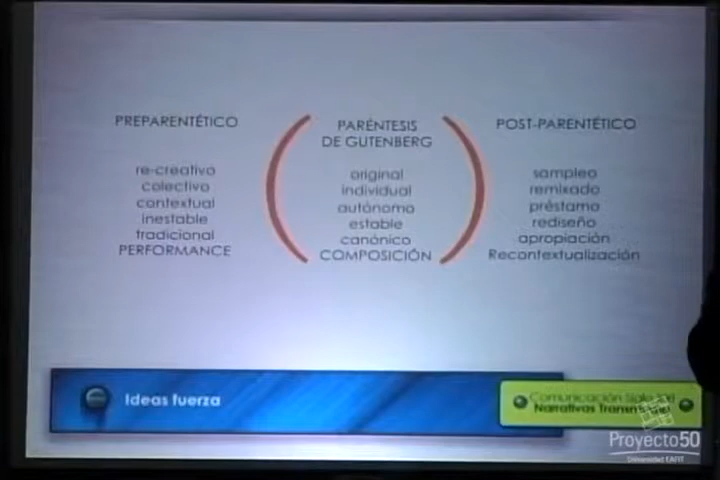 PREPARENTÉTICO
re-creativo
colectivo
contextual
inestable
tradicional
PERFORMANCE
PARÉNTESIS
DE GUTENBERG
original
individual
autónomo
estable
canónico
COMPOSICIÓN
POST-PARENTÉTICO
sampleo
remixado
préstamo
rediseño
apropiación
Recontextualización
Ideas fuerza
Comunicación
Narrativas
Proyecto50
Universidad EAFIT